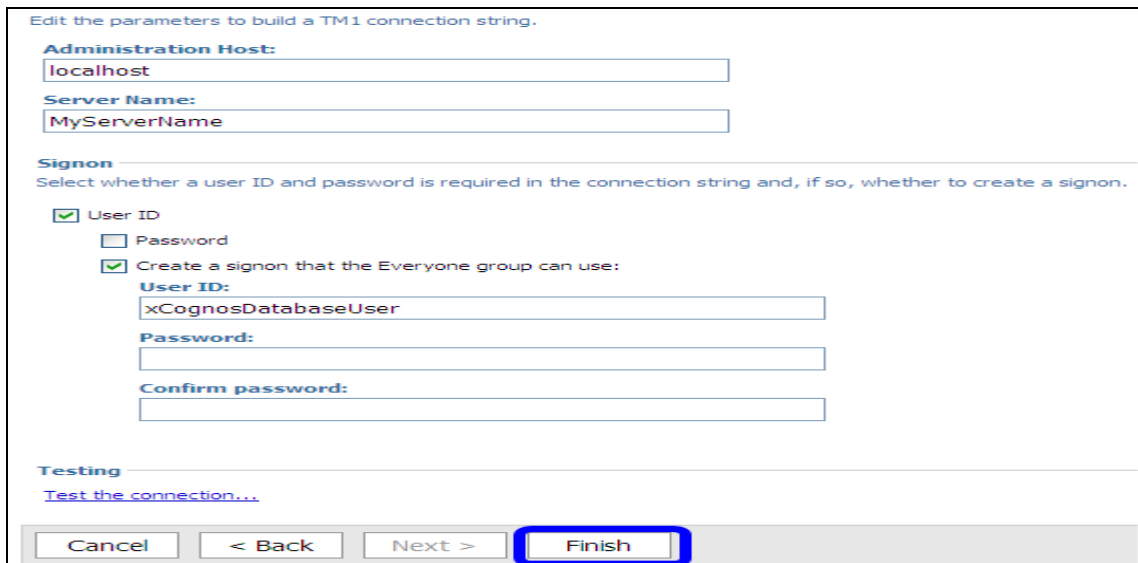 Edit the parameters to build a TM1 connection string.
Administration Host:
localhost
Server Name:
MyServerName
Signon
Select whether a user ID and password is required in the connection string and, if so, whether to create a signon.
User ID
Password
Create a signon that the Everyone group can use:
User ID:
xCognosDatabaseUser
Password:
Confirm password:
Testing
Test the connection...
Cancel < Back Next > Finish